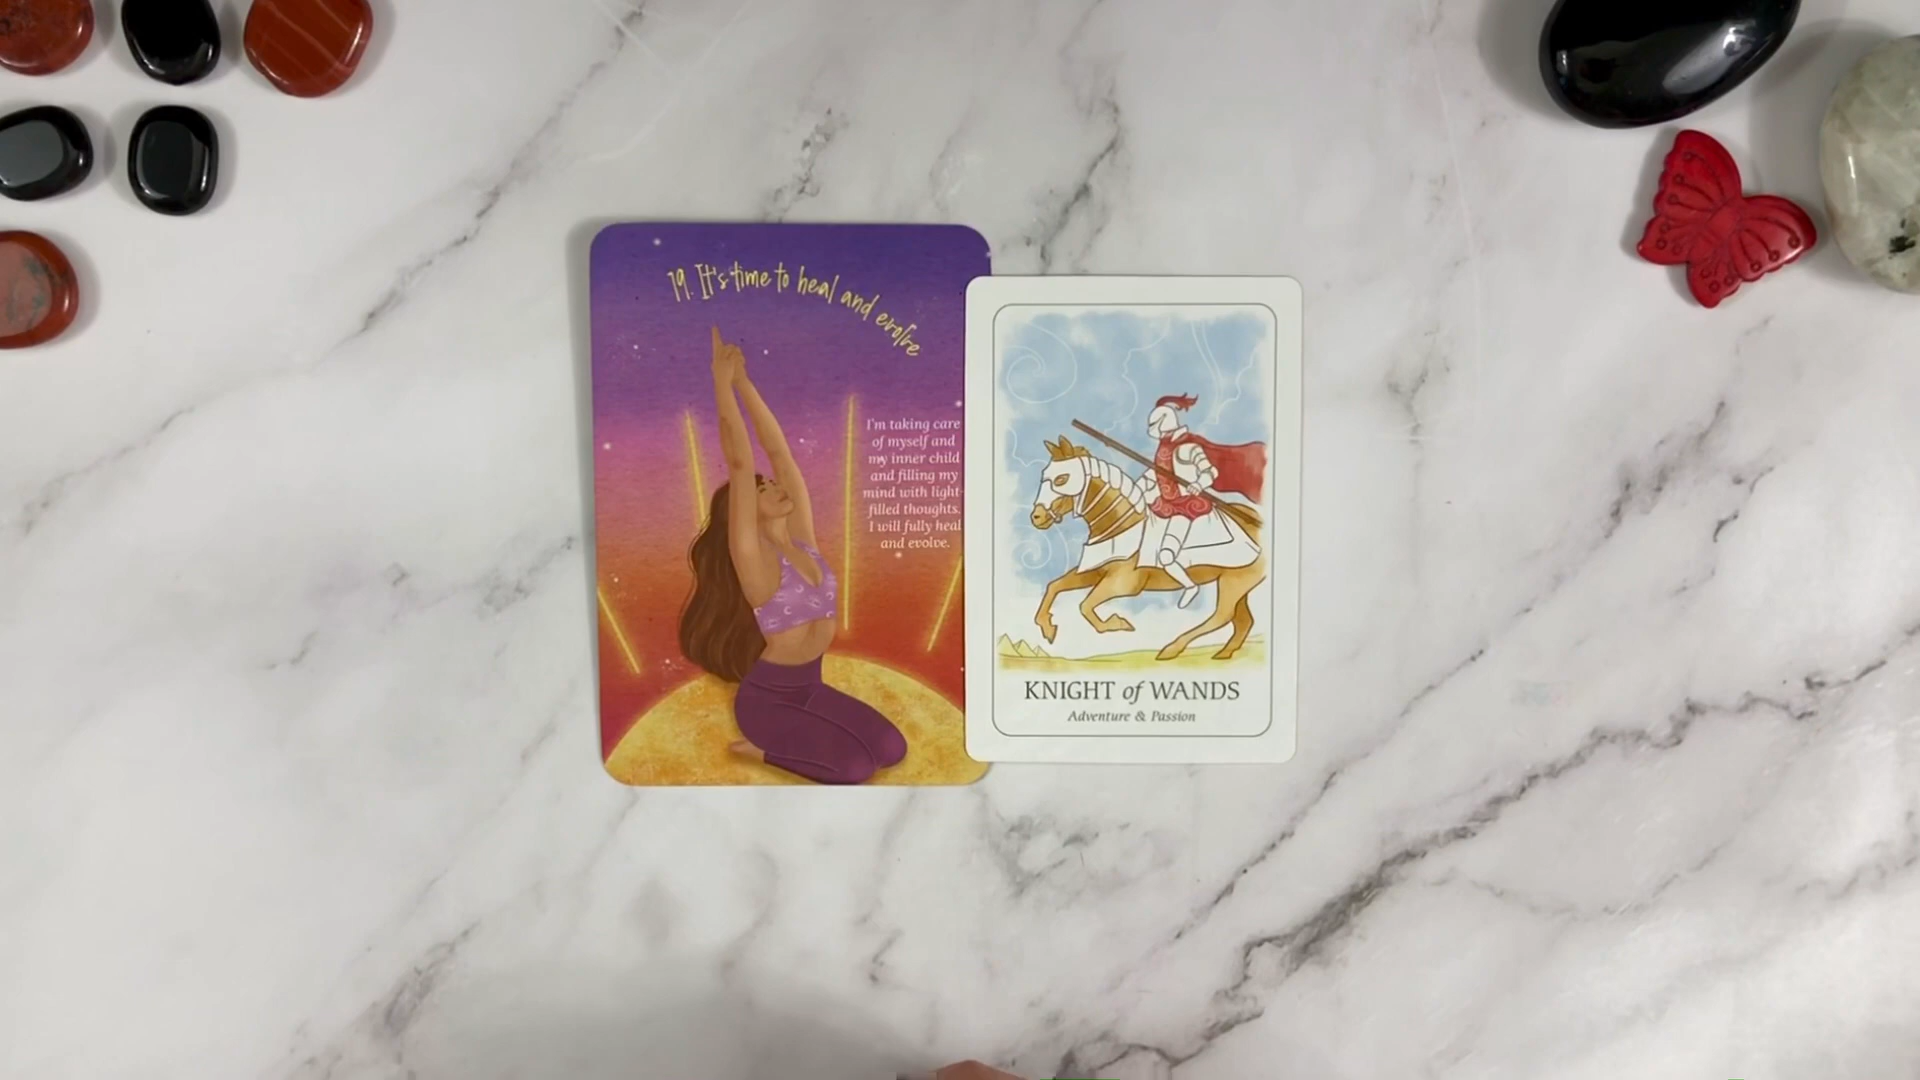 19. It's time to heal and evolve
I'm taking care
of myself and
my inner child
and filling my
mind with light-
filled thoughts.
I will fully heal
and evolve.
KNIGHT of WANDS
Adventure & Passion